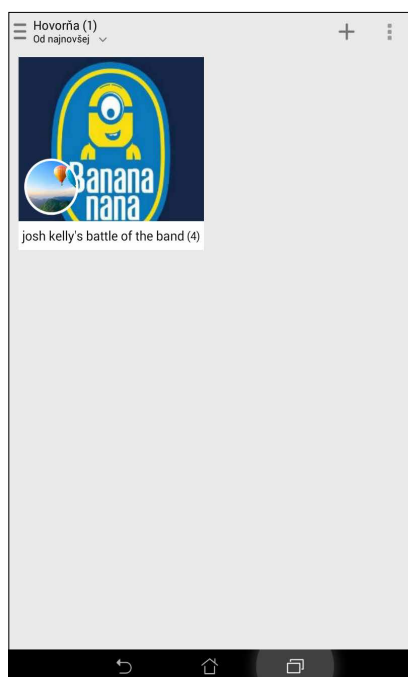 Hovorňa (1)
Od najnovšej
Banana
nana
josh kelly's battle of the band (4)